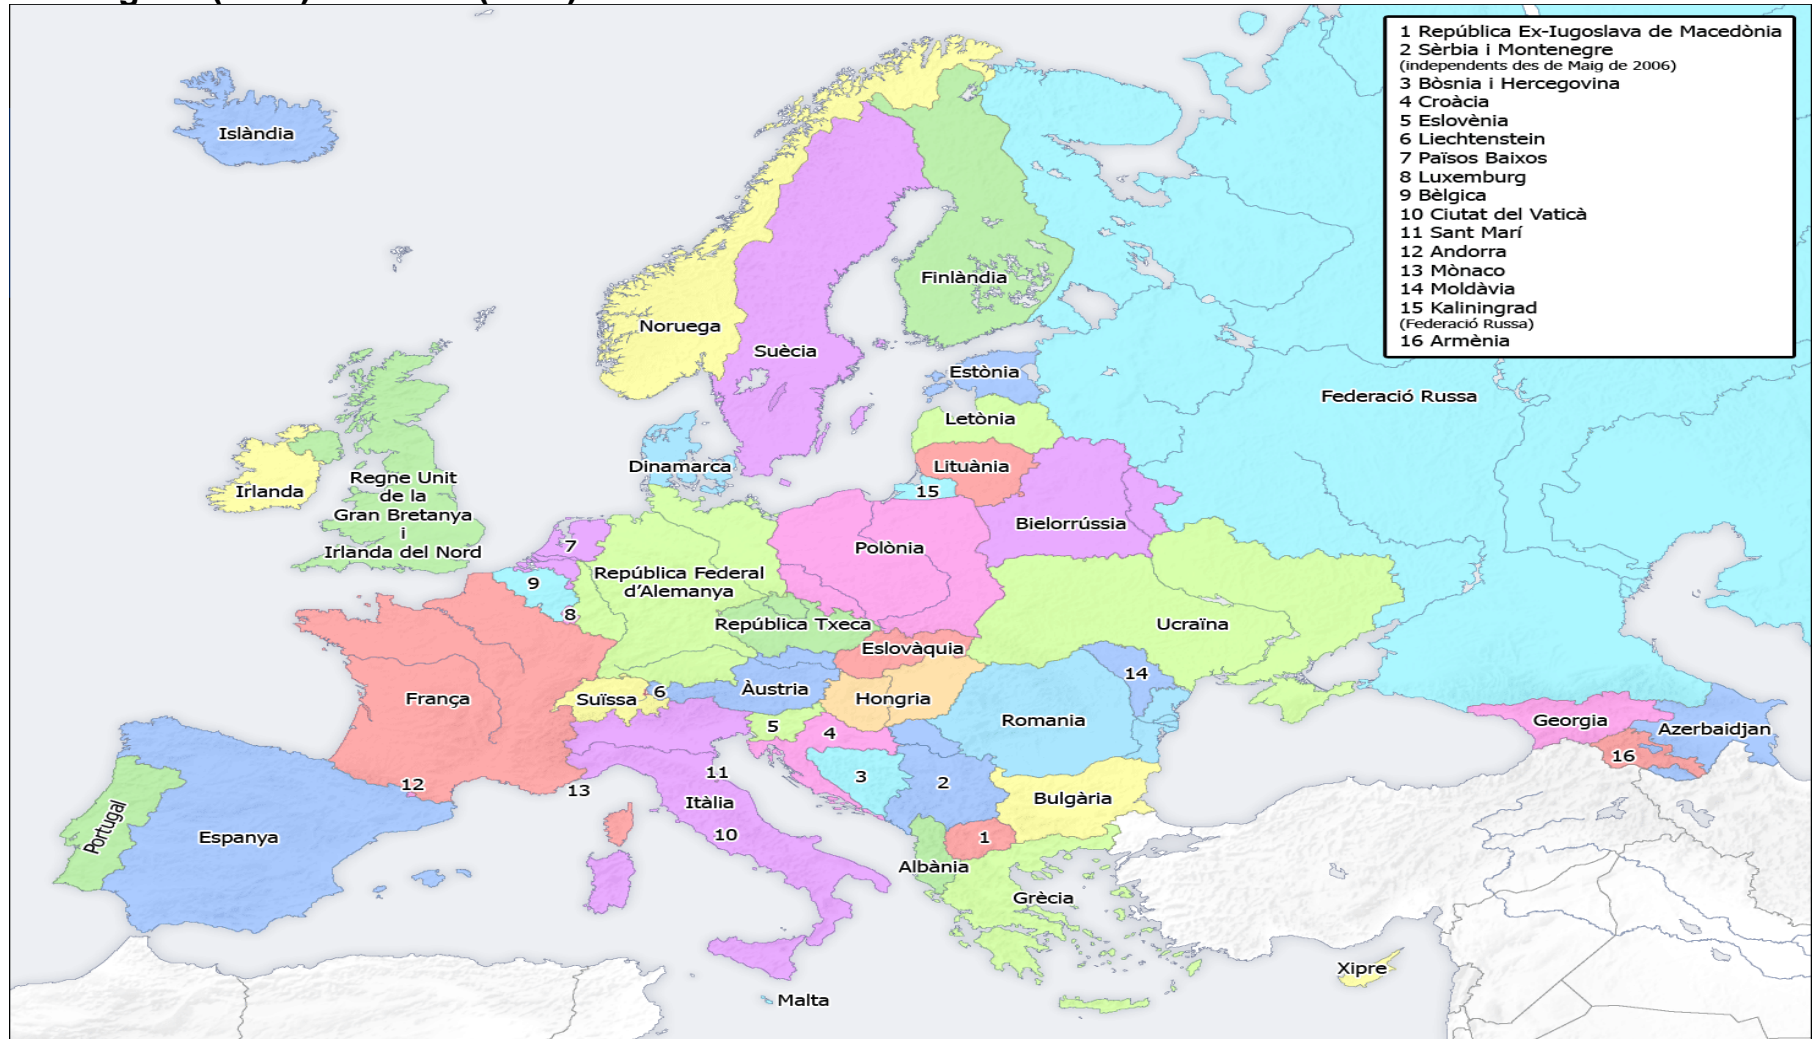 1 República Ex-Iugoslava de Macedònia
2 Sèrbia i Montenegre
(independents des de Maig de 2006)
3 Bòsnia i Hercegovina
4 Croàcia
5 Eslovènia
6 Liechtenstein
7 Països Baixos
8 Luxemburg
9 Bèlgica
10 Ciutat del Vaticà
11 Sant Marí
12 Andorra
13 Mònaco
14 Moldàvia
15 Kaliningrad
(Federació Russa)
16 Armènia
Islàndia
Finlàndia
Noruega
Suècia
Estònia
Federació Russa
Letònia
Dinamarca
Lituània
15
Irlanda
Regne Unit
de la
Gran Bretanya
i
Irlanda del Nord
Bielorrússia
7
Polònia
9
República Federal
d'Alemanya
8
República Txeca
Ucraïna
Eslovàquia
14
França
Suïssa
6
Àustria
Hongria
Romania
Georgia
Azerbaidjan
5
4
16
11
3
2
12
13
Itàlia
Bulgària
Portugal
Espanya
10
1
Albània
Grècia
Xipre
Malta